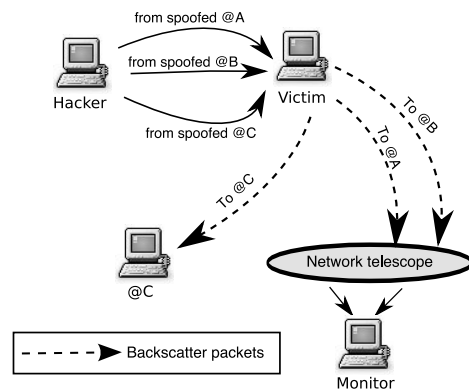 from spoofed @A
from spoofed @B
from spoofed @C
Hacker
Victim
To @B
To @A
To @C
@C
Network telescope
Monitor
Backscatter packets